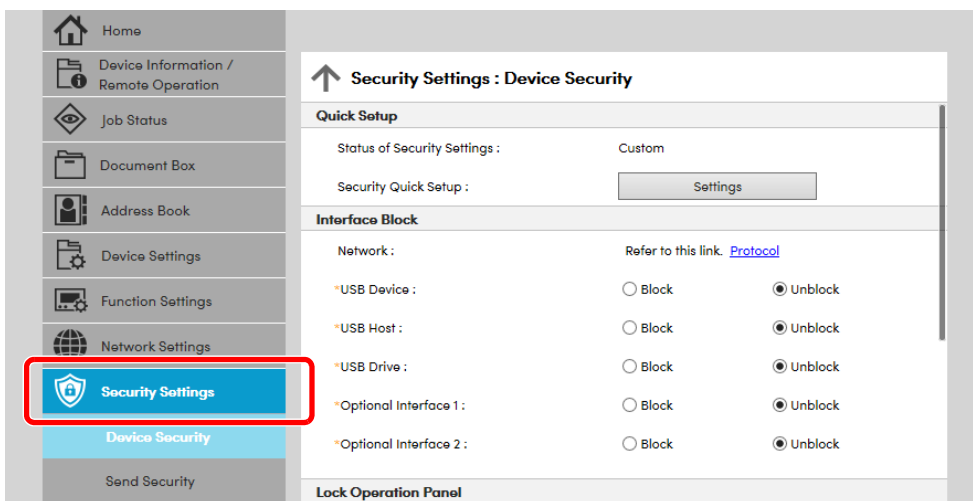 Home
Device Information /
Remote Operation
Job Status
Document Box
Address Book
Device Settings
Function Settings
Network Settings
Security Settings
Device Security
Send Security
Security Settings : Device Security
Quick Setup
Status of Security Settings : Custom
Security Quick Setup : Settings
Interface Block
Network : Refer to this link. Protocol
*USB Device : Block Unblock
*USB Host : Block Unblock
*USB Drive : Block Unblock
*Optional Interface 1 : Block Unblock
*Optional Interface 2 : Block Unblock
Lock Operation Panel